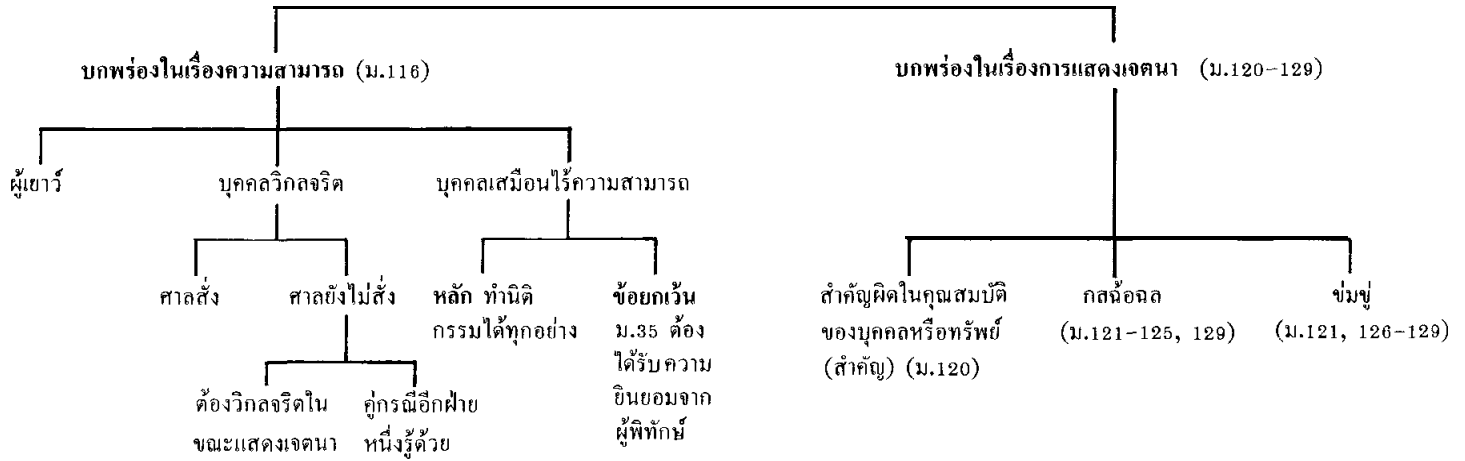 บกพร่องในเรื่องความสามารถ (ม.116)
บกพร่องในเรื่องการแสดงเจตนา (ม.120-129)
ผู้เยาว์
บุคคลวิกลจริต
บุคคลเสมือนไร้ความสามารถ
ศาลสั่ง
ศาลยังไม่สั่ง
ต้องวิกลจริตใน
ขณะแสดงเจตนา
คู่กรณีอีกฝ่าย
หนึ่งรู้ด้วย
หลัก ทำนิติ
กรรมได้ทุกอย่าง
ข้อยกเว้น
ม.35 ต้อง
ได้รับความ
ยินยอมจาก
ผู้พิทักษ์
สำคัญผิดในคุณสมบัติ
ของบุคคลหรือทรัพย์
(สำคัญ) (ม.120)
กลฉ้อฉล
(ม.121-125, 129)
ข่มขู่
(ม.121, 126-129)